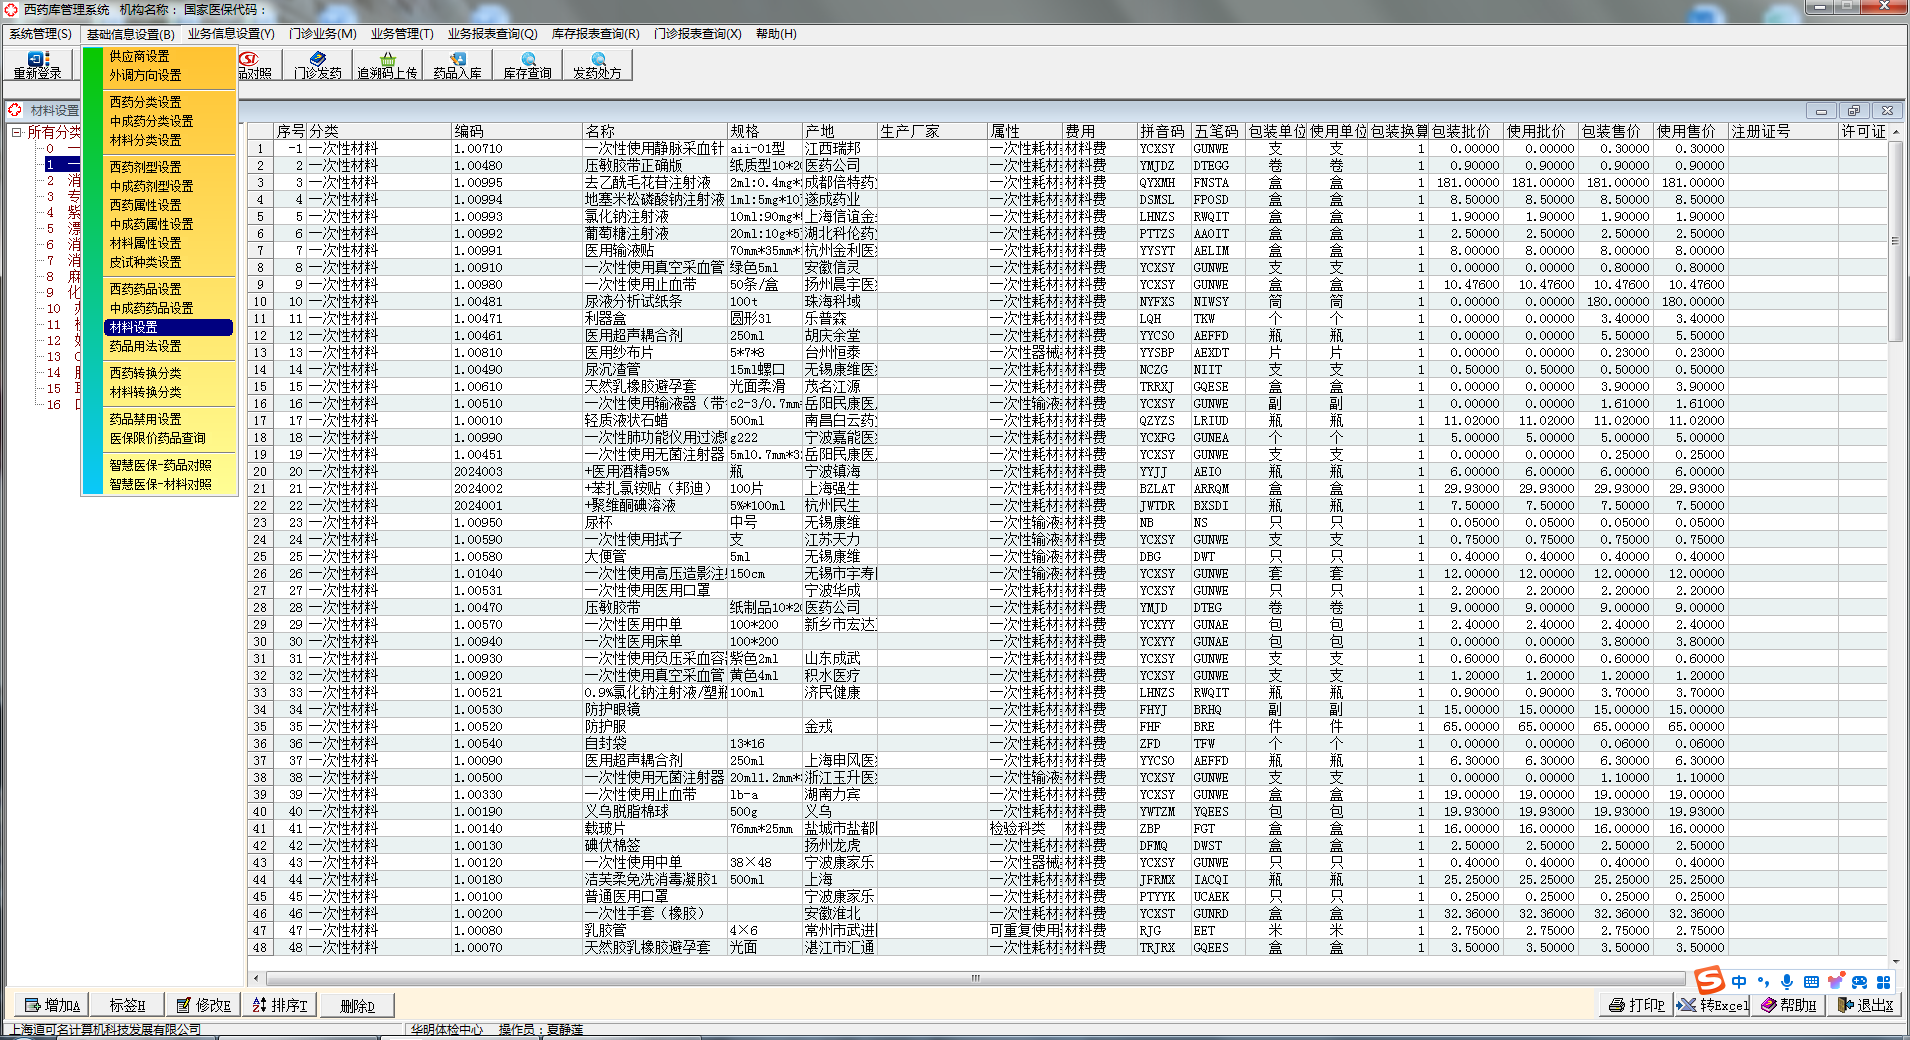 西药库管理系统 机构名称： 国家医保代码：
系统管理(S) 基础信息设置(B) 业务信息设置(Y) 门诊业务(M) 业务管理(T) 业务报表查询(Q) 库存报表查询(R) 门诊报表查询(X) 帮助(H)
重新登录 品对照 门诊发药 追溯码上传 药品入库 库存查询 发药处方
供应商设置
外调方向设置
西药分类设置
中成药分类设置
材料分类设置
西药剂型设置
中成药剂型设置
西药属性设置
中成药属性设置
材料属性设置
皮试种类设置
西药药品设置
中成药药品设置
材料设置
药品用法设置
西药转换分类
材料转换分类
药品禁用设置
医保限价药品查询
智慧医保-药品对照
智慧医保-材料对照
材料设置
所有分类
0 一
1 一
2 消
3 专
4 紫
5 漂
6 消
7 消
8 麻
9 化
10
11
12
13
14
15
16
序号 分类 编码 名称 规格 产地 生产厂家 属性 费用 拼音码 五笔码 包装单位 使用单位 包装换算 包装批价 使用批价 包装售价 使用售价 注册证号 许可证
1 -1 一次性材料 1.00710 一次性使用静脉采血针 aii-01型 江西瑞邦 一次性耗材 材料费 YCXSY GUNWE 支 支 1 0.00000 0.00000 0.30000 0.30000
2 2 一次性材料 1.00480 压敏胶带正确版 纸质型10*20 医药公司 一次性耗材 材料费 YMJDZ DTEGG 卷 卷 1 0.90000 0.90000 0.90000 0.90000
3 3 一次性材料 1.00995 去乙酰毛花苷注射液 2ml:0.4mg* 成都倍特药 一次性耗材 材料费 QYXMH FNSTA 盒 盒 1 181.00000 181.00000 181.00000 181.00000
4 4 一次性材料 1.00994 地塞米松磷酸钠注射液 1ml:5mg*10 遂成药业 一次性耗材 材料费 DSMSL FPOSD 盒 盒 1 8.50000 8.50000 8.50000 8.50000
5 5 一次性材料 1.00993 氯化钠注射液 10ml:90mg* 上海信谊金 一次性耗材 材料费 LHNZS RWQIT 盒 盒 1 1.90000 1.90000 1.90000 1.90000
6 6 一次性材料 1.00992 葡萄糖注射液 20ml:10g*5 湖北科伦药 一次性耗材 材料费 PTTZS AAOIT 盒 盒 1 2.50000 2.50000 2.50000 2.50000
7 7 一次性材料 1.00991 医用输液贴 70mm*35mm* 杭州金利医 一次性耗材 材料费 YYSYT AELIM 盒 盒 1 8.00000 8.00000 8.00000 8.00000
8 8 一次性材料 1.00910 一次性使用真空采血管 绿色5ml 安徽信灵 一次性耗材 材料费 YCXSY GUNWE 支 支 1 0.00000 0.00000 0.80000 0.80000
9 9 一次性材料 1.00980 一次性使用止血带 50条/盒 扬州晨宇医 一次性耗材 材料费 YCXSY GUNWE 盒 盒 1 10.47600 10.47600 10.47600 10.47600
10 10 一次性材料 1.00481 尿液分析试纸条 100t 珠海科域 一次性耗材 材料费 NYFXS NIWSY 筒 筒 1 0.00000 0.00000 180.00000 180.00000
11 11 一次性材料 1.00471 利器盒 圆形3l 乐普森 一次性耗材 材料费 LQH TKW 个 个 1 0.00000 0.00000 3.40000 3.40000
12 12 一次性材料 1.00461 医用超声耦合剂 250ml 胡庆余堂 一次性耗材 材料费 YYCSO AEFFD 瓶 瓶 1 0.00000 0.00000 5.50000 5.50000
13 13 一次性材料 1.00810 医用纱布片 5*7*8 台州恒泰 一次性器械 材料费 YYSBP AEXDT 片 片 1 0.00000 0.00000 0.23000 0.23000
14 14 一次性材料 1.00490 尿沉渣管 15ml螺口 无锡康维医 一次性耗材 材料费 NCZG NIIT 支 支 1 0.50000 0.50000 0.50000 0.50000
15 15 一次性材料 1.00610 天然乳橡胶避孕套 光面柔滑 茂名江源 一次性耗材 材料费 TRRXJ GQESE 盒 盒 1 0.00000 0.00000 3.90000 3.90000
16 16 一次性材料 1.00510 一次性使用输液器（带 c2-3/0.7mm 岳阳民康医 一次性输液 材料费 YCXSY GUNWE 副 副 1 0.00000 0.00000 1.61000 1.61000
17 17 一次性材料 1.00010 轻质液状石蜡 500ml 南昌白云药 一次性耗材 材料费 QZYZS LRIUD 瓶 瓶 1 11.02000 11.02000 11.02000 11.02000
18 18 一次性材料 1.00990 一次性肺功能仪用过滤 g222 宁波嘉能医 一次性耗材 材料费 YCXFG GUNEA 个 个 1 5.00000 5.00000 5.00000 5.00000
19 19 一次性材料 1.00451 一次性使用无菌注射器 5ml0.7mm*32 岳阳民康医 一次性耗材 材料费 YCXSY GUNWE 支 支 1 0.00000 0.00000 0.25000 0.25000
20 20 一次性材料 2024003 +医用酒精95% 瓶 宁波镇海 一次性耗材 材料费 YYJJ AEIO 瓶 瓶 1 6.00000 6.00000 6.00000 6.00000
21 21 一次性材料 2024002 +苯扎氯铵贴（邦迪） 100片 上海强生 一次性耗材 材料费 BZLAT ARRQM 盒 盒 1 29.93000 29.93000 29.93000 29.93000
22 22 一次性材料 2024001 +聚维酮碘溶液 5%*100ml 杭州民生 一次性耗材 材料费 JWTDR BXSDI 瓶 瓶 1 7.50000 7.50000 7.50000 7.50000
23 23 一次性材料 1.00950 尿杯 中号 无锡康维 一次性输液 材料费 NB NS 只 只 1 0.05000 0.05000 0.05000 0.05000
24 24 一次性材料 1.00590 一次性使用拭子 支 江苏天力 一次性输液 材料费 YCXSY GUNWE 支 支 1 0.75000 0.75000 0.75000 0.75000
25 25 一次性材料 1.00580 大便管 5ml 无锡康维 一次性输液 材料费 DBG DWT 只 只 1 0.40000 0.40000 0.40000 0.40000
26 26 一次性材料 1.01040 一次性使用高压造影注 150cm 无锡市宇寿 一次性输液 材料费 YCXSY GUNWE 套 套 1 12.00000 12.00000 12.00000 12.00000
27 27 一次性材料 1.00531 一次性使用医用口罩 宁波华成 一次性耗材 材料费 YCXSY GUNWE 只 只 1 2.20000 2.20000 2.20000 2.20000
28 28 一次性材料 1.00470 压敏胶带 纸制品10*20 医药公司 一次性耗材 材料费 YMJD DTEG 卷 卷 1 9.00000 9.00000 9.00000 9.00000
29 29 一次性材料 1.00570 一次性医用中单 100*200 新乡市宏达 一次性耗材 材料费 YCXYY GUNAE 包 包 1 2.40000 2.40000 2.40000 2.40000
30 30 一次性材料 1.00940 一次性医用床单 100*200 一次性耗材 材料费 YCXYY GUNAE 包 包 1 0.00000 0.00000 3.80000 3.80000
31 31 一次性材料 1.00930 一次性使用负压采血容 紫色2ml 山东成武 一次性耗材 材料费 YCXSY GUNWE 支 支 1 0.60000 0.60000 0.60000 0.60000
32 32 一次性材料 1.00920 一次性使用真空采血管 黄色4ml 积水医疗 一次性耗材 材料费 YCXSY GUNWE 支 支 1 1.20000 1.20000 1.20000 1.20000
33 33 一次性材料 1.00521 0.9%氯化钠注射液/塑瓶 100ml 济民健康 一次性耗材 材料费 LHNZS RWQIT 瓶 瓶 1 0.90000 0.90000 3.70000 3.70000
34 34 一次性材料 1.00530 防护眼镜 一次性耗材 材料费 FHYJ BRHQ 副 副 1 15.00000 15.00000 15.00000 15.00000
35 35 一次性材料 1.00520 防护服 金戎 一次性耗材 材料费 FHF BRE 件 件 1 65.00000 65.00000 65.00000 65.00000
36 36 一次性材料 1.00540 自封袋 13*16 一次性耗材 材料费 ZFD TFW 个 个 1 0.00000 0.00000 0.06000 0.06000
37 37 一次性材料 1.00090 医用超声耦合剂 250ml 上海申风医 一次性耗材 材料费 YYCSO AEFFD 瓶 瓶 1 6.30000 6.30000 6.30000 6.30000
38 38 一次性材料 1.00500 一次性使用无菌注射器 20ml1.2mm* 浙江玉升医 一次性输液 材料费 YCXSY GUNWE 支 支 1 0.00000 0.00000 1.10000 1.10000
39 39 一次性材料 1.00330 一次性使用止血带 lb-a 湖南力宾 一次性耗材 材料费 YCXSY GUNWE 盒 盒 1 19.00000 19.00000 19.00000 19.00000
40 40 一次性材料 1.00190 义乌脱脂棉球 500g 义乌 一次性耗材 材料费 YWTZM YQEES 包 包 1 19.93000 19.93000 19.93000 19.93000
41 41 一次性材料 1.00140 载玻片 76mm*25mm 盐城市盐都 检验科类 材料费 ZBP FGT 盒 盒 1 16.00000 16.00000 16.00000 16.00000
42 42 一次性材料 1.00130 碘伏棉签 扬州龙虎 一次性耗材 材料费 DFMQ DWST 盒 盒 1 2.50000 2.50000 2.50000 2.50000
43 43 一次性材料 1.00120 一次性使用中单 38×48 宁波康家乐 一次性器械 材料费 YCXSY GUNWE 只 只 1 0.40000 0.40000 0.40000 0.40000
44 44 一次性材料 1.00180 洁芙柔免洗消毒凝胶1 500ml 上海 一次性耗材 材料费 JFRMX IACQI 瓶 瓶 1 25.25000 25.25000 25.25000 25.25000
45 45 一次性材料 1.00100 普通医用口罩 宁波康家乐 一次性耗材 材料费 PTYYK UCAEK 只 只 1 0.25000 0.25000 0.25000 0.25000
46 46 一次性材料 1.00200 一次性手套（橡胶） 安徽淮北 一次性耗材 材料费 YCXST GUNRD 盒 盒 1 32.36000 32.36000 32.36000 32.36000
47 47 一次性材料 1.00080 乳胶管 4×6 常州市武进 可重复使用 材料费 RJG EET 米 米 1 2.75000 2.75000 2.75000 2.75000
48 48 一次性材料 1.00070 天然胶乳橡胶避孕套 光面 湛江市汇通 一次性耗材 材料费 TRJRX GQEES 盒 盒 1 3.50000 3.50000 3.50000 3.50000
增加A 标签H 修改E 排序T 删除D 打印P 转Excel 帮助H 退出X
中
上海道可名计算机科技发展有限公司 华明体检中心 操作员：夏静莲